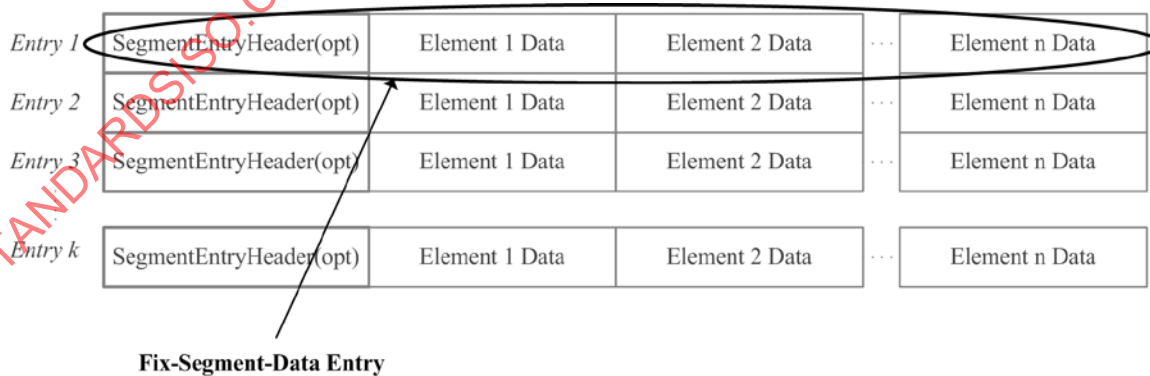 Entry 1 SegmentEntryHeader(opt) Element 1 Data Element 2 Data ... Element n Data
Entry 2 SegmentEntryHeader(opt) Element 1 Data Element 2 Data ... Element n Data
Entry 3 SegmentEntryHeader(opt) Element 1 Data Element 2 Data ... Element n Data
Entry k SegmentEntryHeader(opt) Element 1 Data Element 2 Data ... Element n Data
Fix-Segment-Data Entry
TANDARDSISO.C